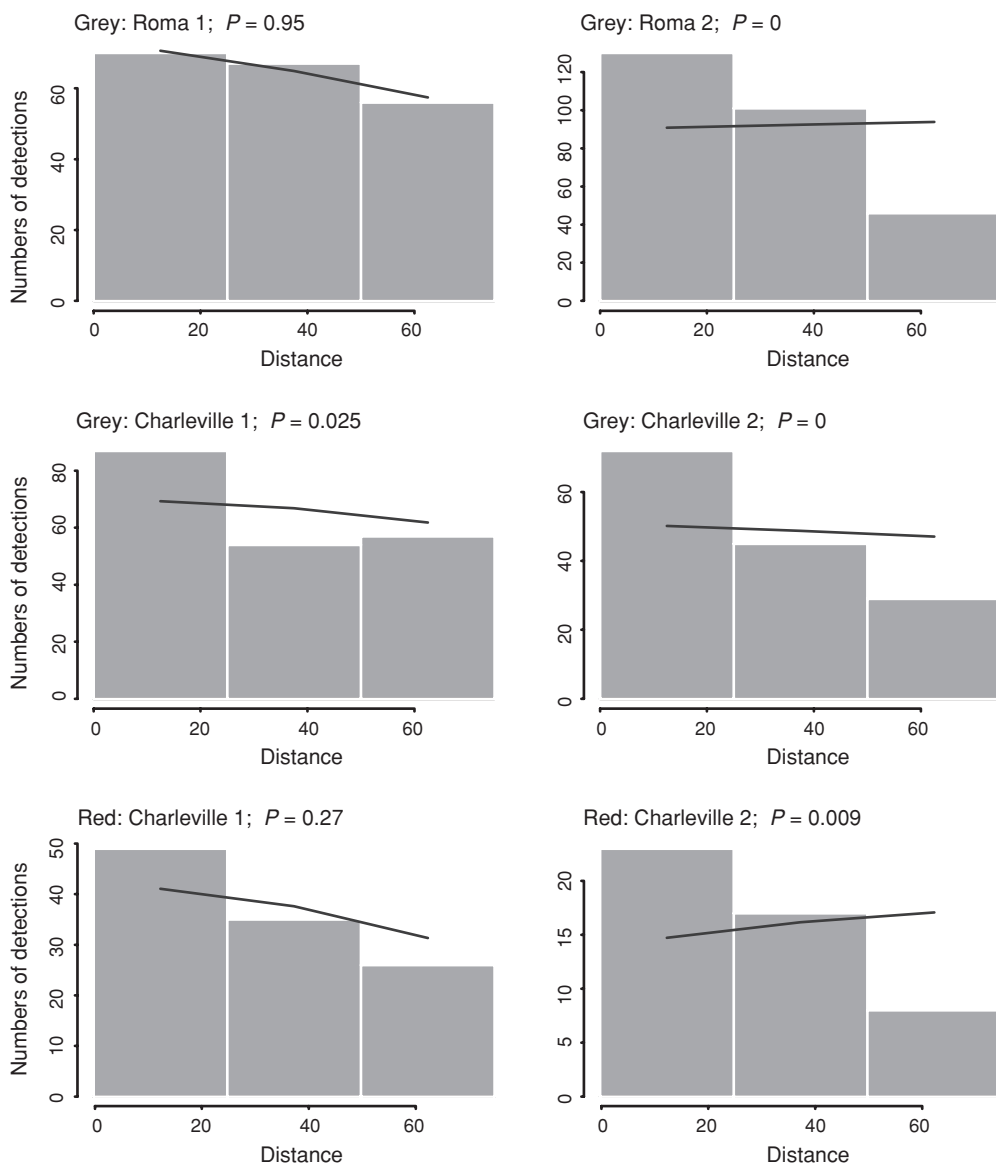 Grey: Roma 1; P = 0.95
Numbers of detections
60
40
20
0
0 20 40 60
Distance
Grey: Roma 2; P = 0
120
100
80
60
40
20
0
0 20 40 60
Distance
Grey: Charleville 1; P = 0.025
Numbers of detections
80
60
40
20
0
0 20 40 60
Distance
Grey: Charleville 2; P = 0
60
40
20
0
0 20 40 60
Distance
Red: Charleville 1; P = 0.27
Numbers of detections
50
40
30
20
10
0
0 20 40 60
Distance
Red: Charleville 2; P = 0.009
20
15
10
5
0
0 20 40 60
Distance